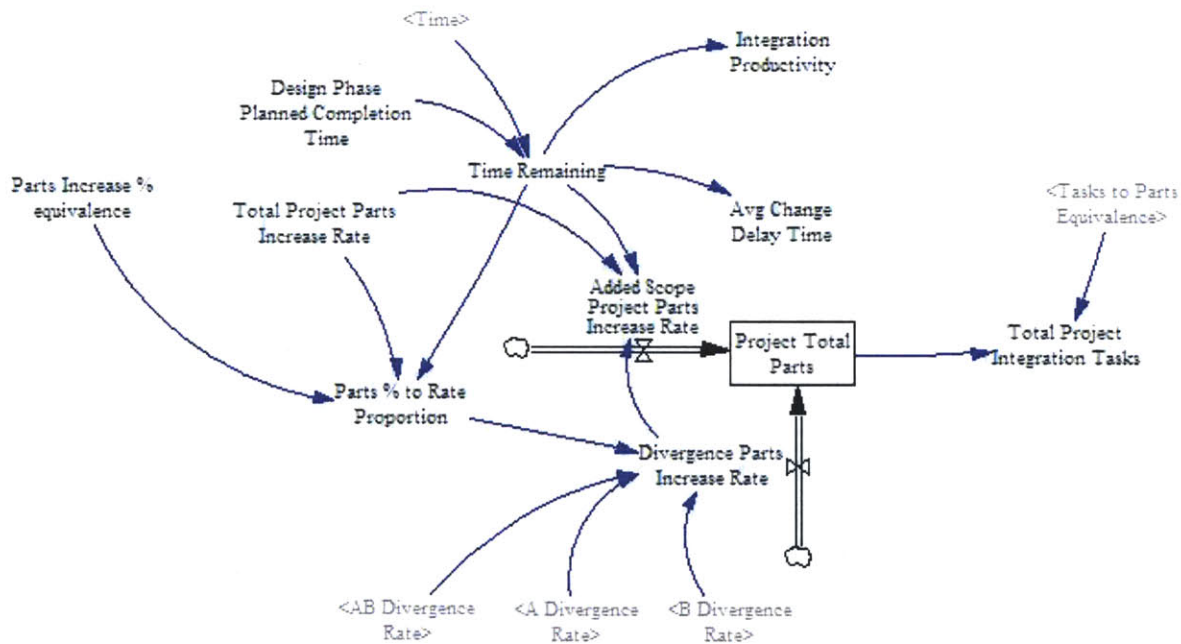 <Time>
Integration
Productivity
Design Phase
Planned Completion
Time
Time Remaining
Parts Increase %
equivalence
Total Project Parts
Increase Rate
Avg Change
Delay Time
<Tasks to Parts
Equivalence>
Added Scope
Project Parts
Increase Rate
Project Total
Parts
Total Project
Integration Tasks
Parts % to Rate
Proportion
Divergence Parts
Increase Rate
<AB Divergence
Rate>
<A Divergence
Rate>
<B Divergence
Rate>